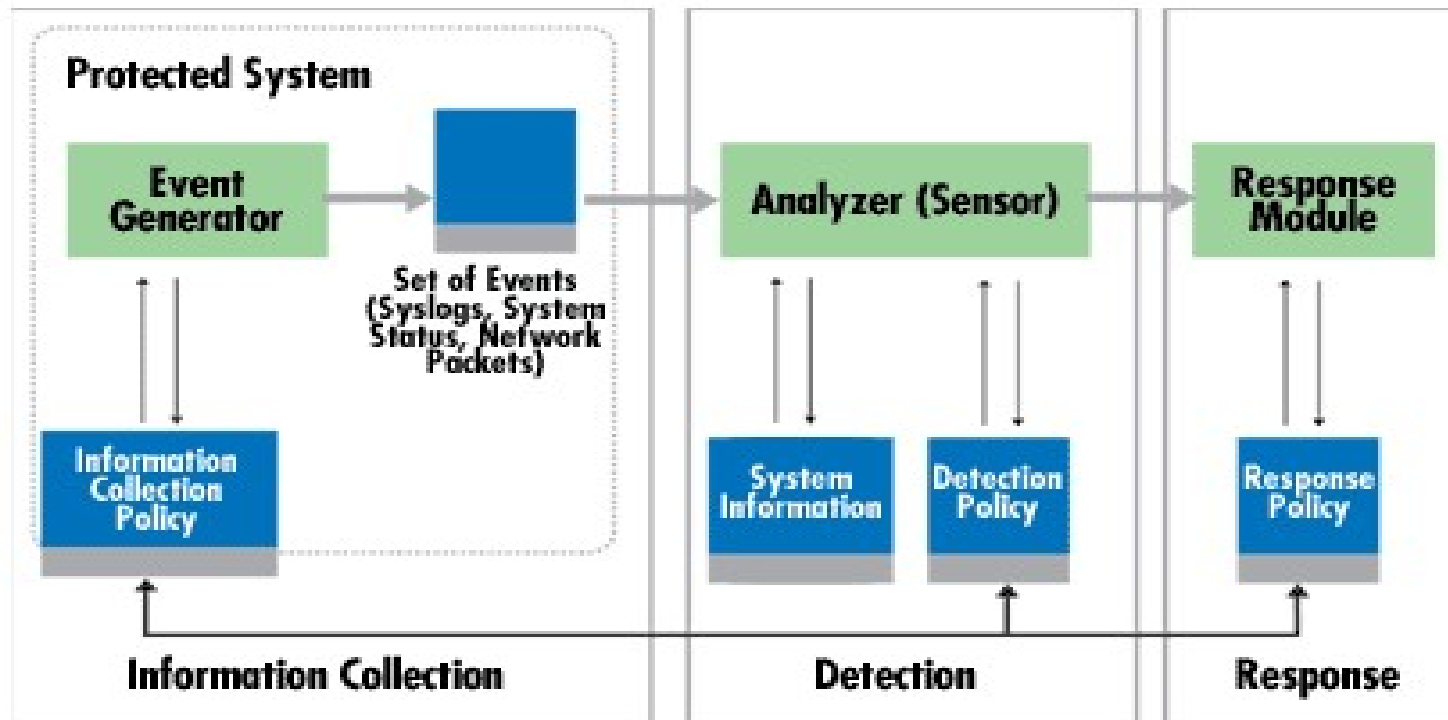 Protected System
Event
Generator
Set of Events
(Syslogs, System
Status, Network
Packets)
Information
Collection
Policy
Information Collection
Analyzer (Sensor)
System
Information
Detection
Policy
Detection
Response
Module
Response
Policy
Response